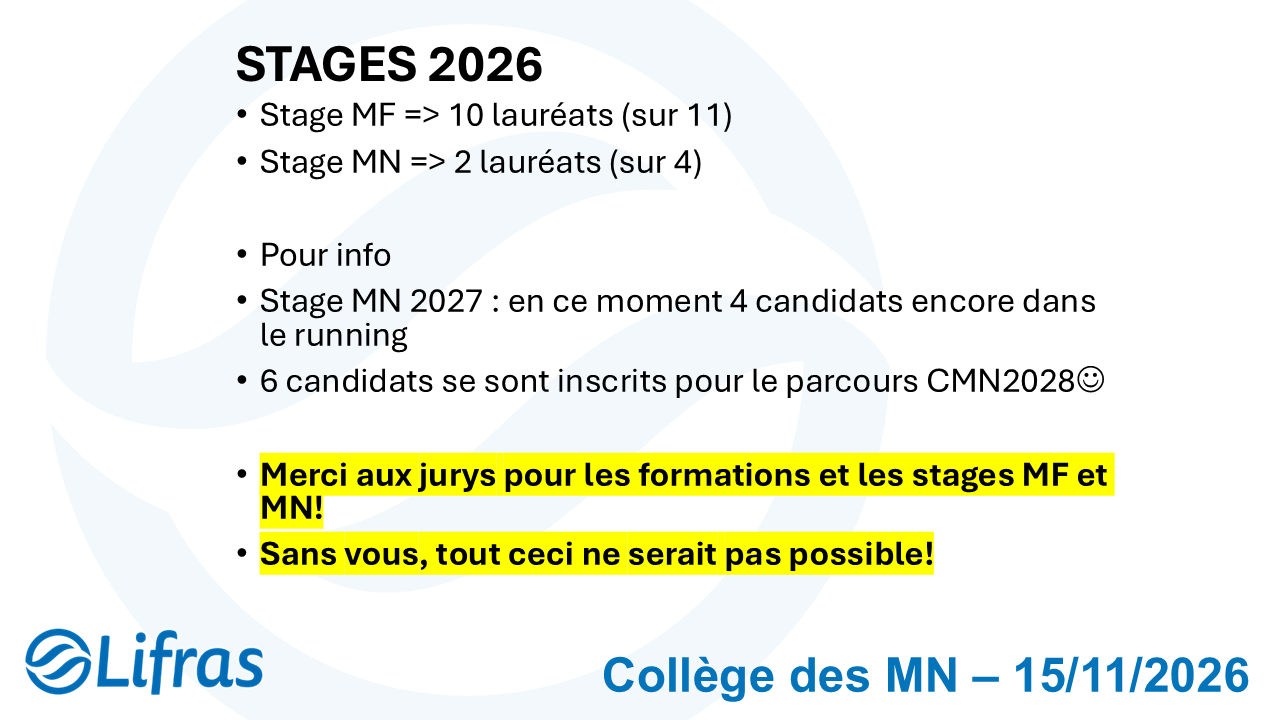 STAGES 2026
• Stage MF => 10 lauréats (sur 11)
• Stage MN => 2 lauréats (sur 4)
• Pour info
• Stage MN 2027 : en ce moment 4 candidats encore dans
le running
• 6 candidats se sont inscrits pour le parcours CMN2028☺
• Merci aux jurys pour les formations et les stages MF et
MN!
• Sans vous, tout ceci ne serait pas possible!
Lifras
Collège des MN – 15/11/2026